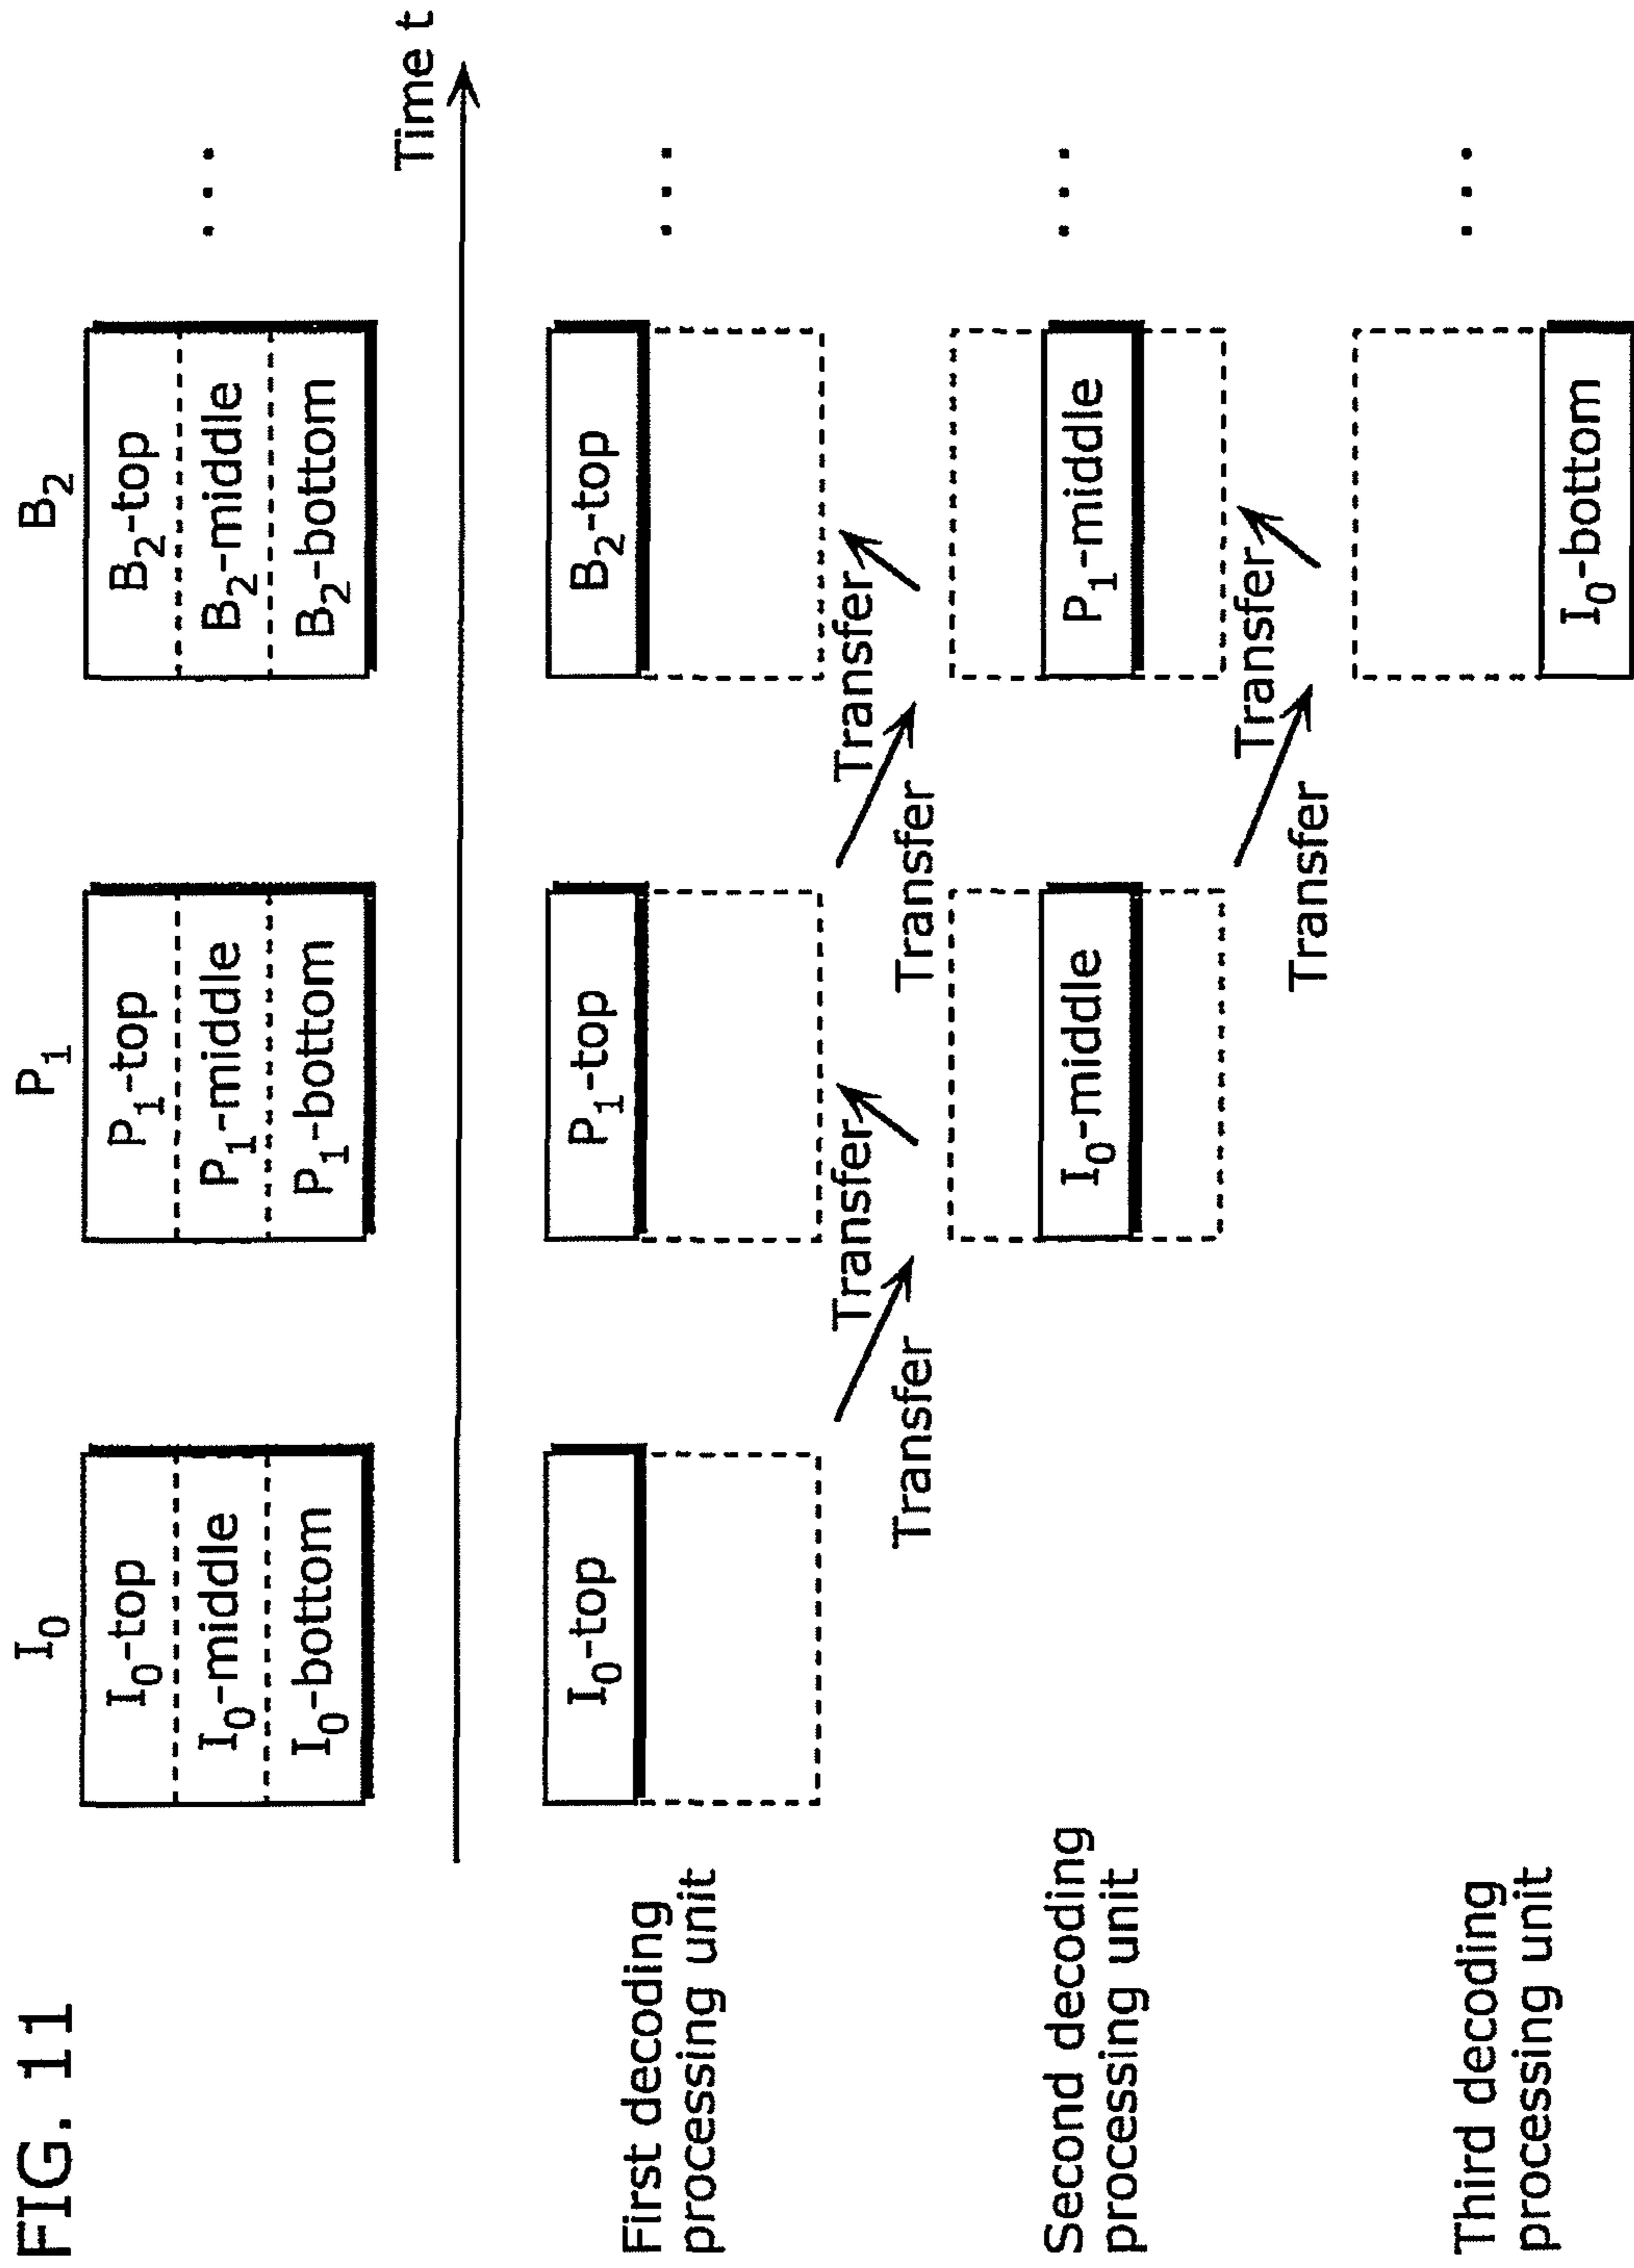 FIG. 11
I₀ P₁ B₂
I₀-top P₁-top B₂-top
I₀-middle P₁-middle B₂-middle
I₀-bottom P₁-bottom B₂-bottom
...
Time t
First decoding
processing unit
I₀-top P₁-top B₂-top ...
Transfer Transfer
Transfer Transfer
Second decoding
processing unit
I₀-middle P₁-middle ...
Transfer
Transfer
Third decoding
processing unit
I₀-bottom ...